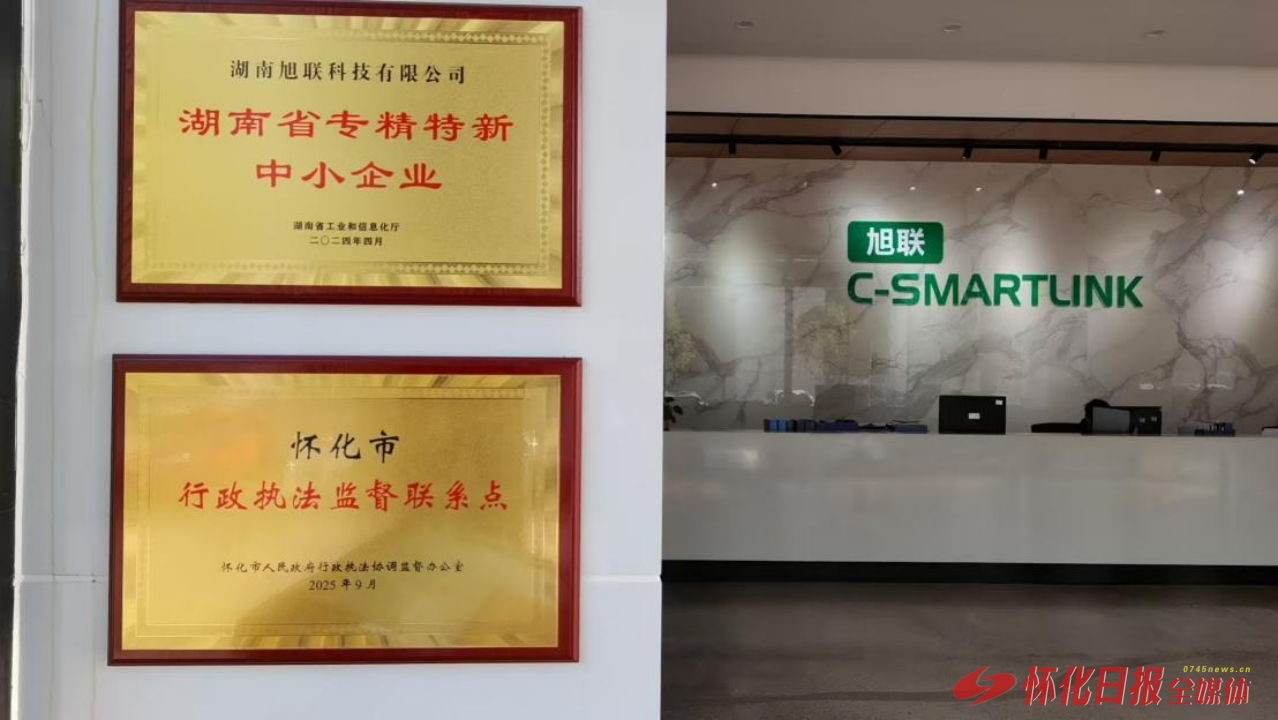 湖南旭联科技有限公司
湖南省专精特新
中小企业
湖南省工业和信息化厅
二〇二四年四月
怀化市
行政执法监督联系点
怀化市人民政府行政执法协调监督办公室
2025年9月
旭联
C-SMARTLINK
0745news.cn
怀化日报全媒体